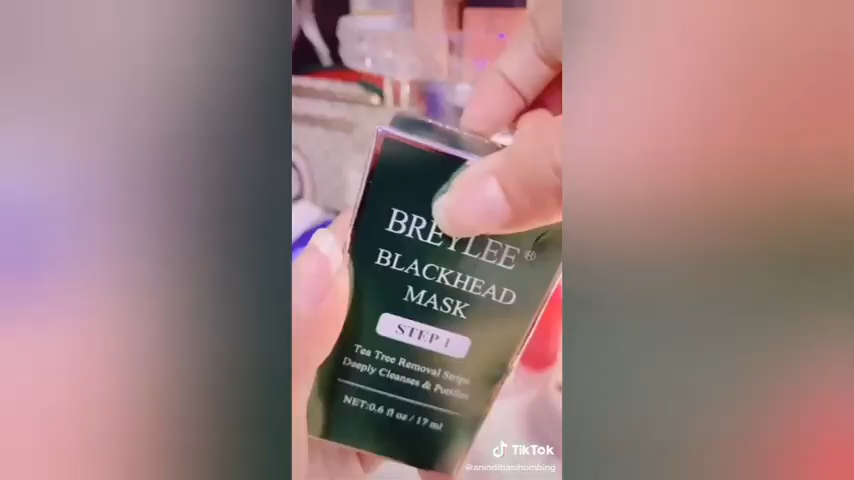 BREYLEE®
BLACKHEAD
MASK
STEP 1
Tea Tree Removal Strips
Deeply Cleanses & Purifies
NET:0.6 fl oz / 17 ml
TikTok
@aninditiasihombing